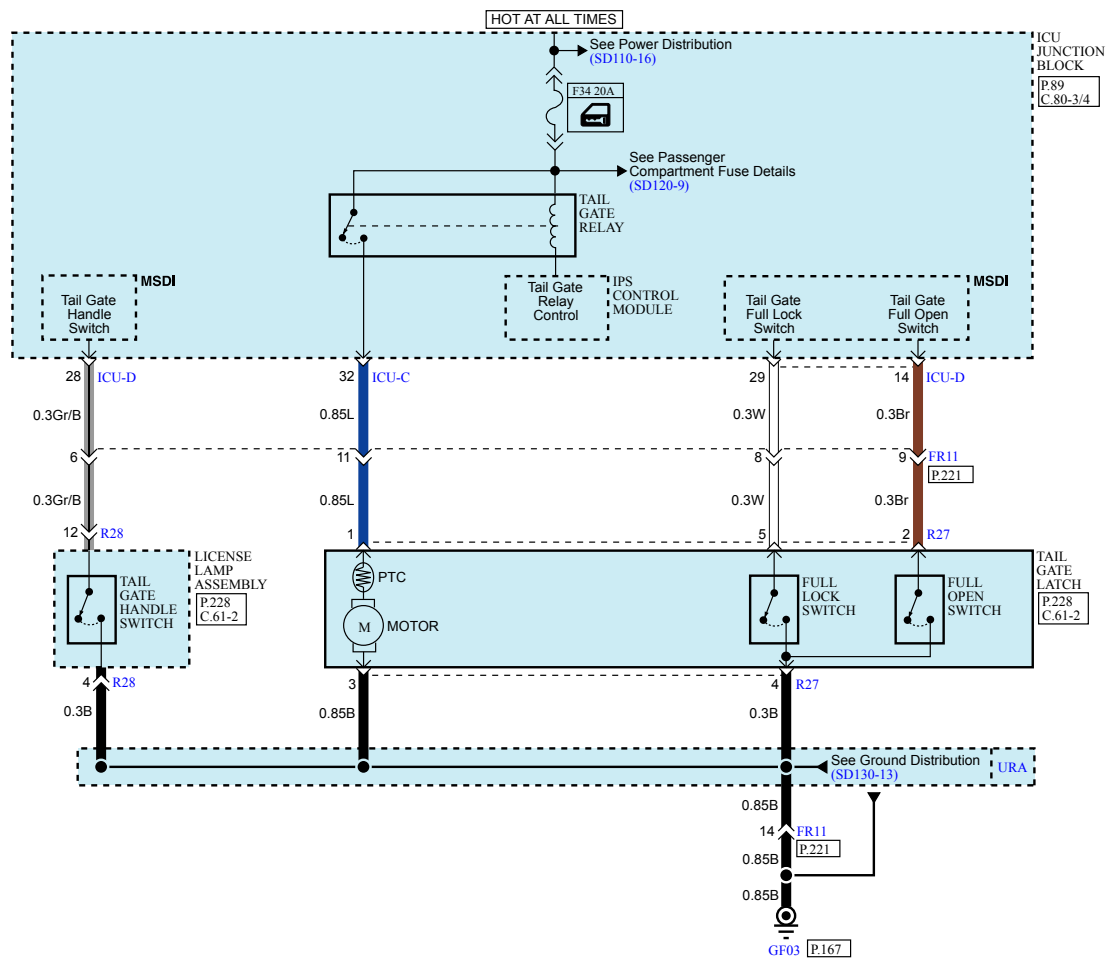 HOT AT ALL TIMES
See Power Distribution
(SD110-16)
ICU
JUNCTION
BLOCK
P.89
C.80-3/4
F34 20A
See Passenger
Compartment Fuse Details
(SD120-9)
TAIL
GATE
RELAY
MSDI
Tail Gate
Handle
Switch
Tail Gate
Relay
Control
IPS
CONTROL
MODULE
Tail Gate
Full Lock
Switch
Tail Gate
Full Open
Switch
MSDI
28 ICU-D
32 ICU-C
29
14 ICU-D
0.3Gr/B
0.85L
0.3W
0.3Br
6
11
8
9 FR11
P.221
0.3Gr/B
0.85L
0.3W
0.3Br
12 R28
1
5
2 R27
LICENSE
LAMP
ASSEMBLY
P.228
C.61-2
TAIL
GATE
HANDLE
SWITCH
PTC
M MOTOR
FULL
LOCK
SWITCH
FULL
OPEN
SWITCH
TAIL
GATE
LATCH
P.228
C.61-2
4 R28
3
4 R27
0.3B
0.85B
0.3B
See Ground Distribution
(SD130-13)
URA
0.85B
14 FR11
P.221
0.85B
0.85B
GF03 P.167